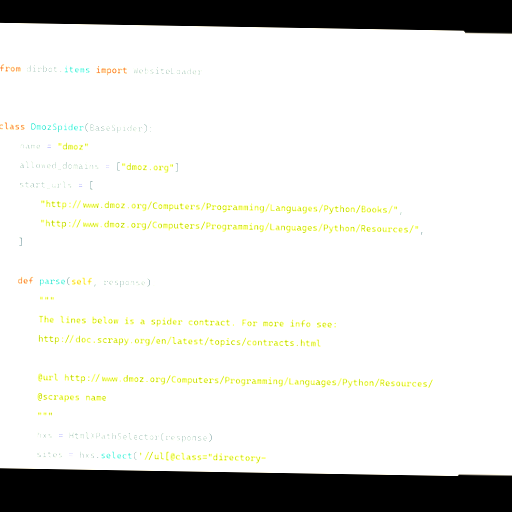 from dirbot.items import WebsiteLoader
class DmozSpider(BaseSpider):
name = "dmoz"
allowed_domains = ["dmoz.org"]
start_urls = [
"http://www.dmoz.org/Computers/Programming/Languages/Python/Books/",
"http://www.dmoz.org/Computers/Programming/Languages/Python/Resources/",
]
def parse(self, response)
"""
The lines below is a spider contract. For more info see:
http://doc.scrapy.org/en/latest/topics/contracts.html
@url http://www.dmoz.org/Computers/Programming/Languages/Python/Resources/
@scrapes name
"""
hxs = HtmlXPathSelector(response)
sites = hxs.select('//ul[@class="directory-